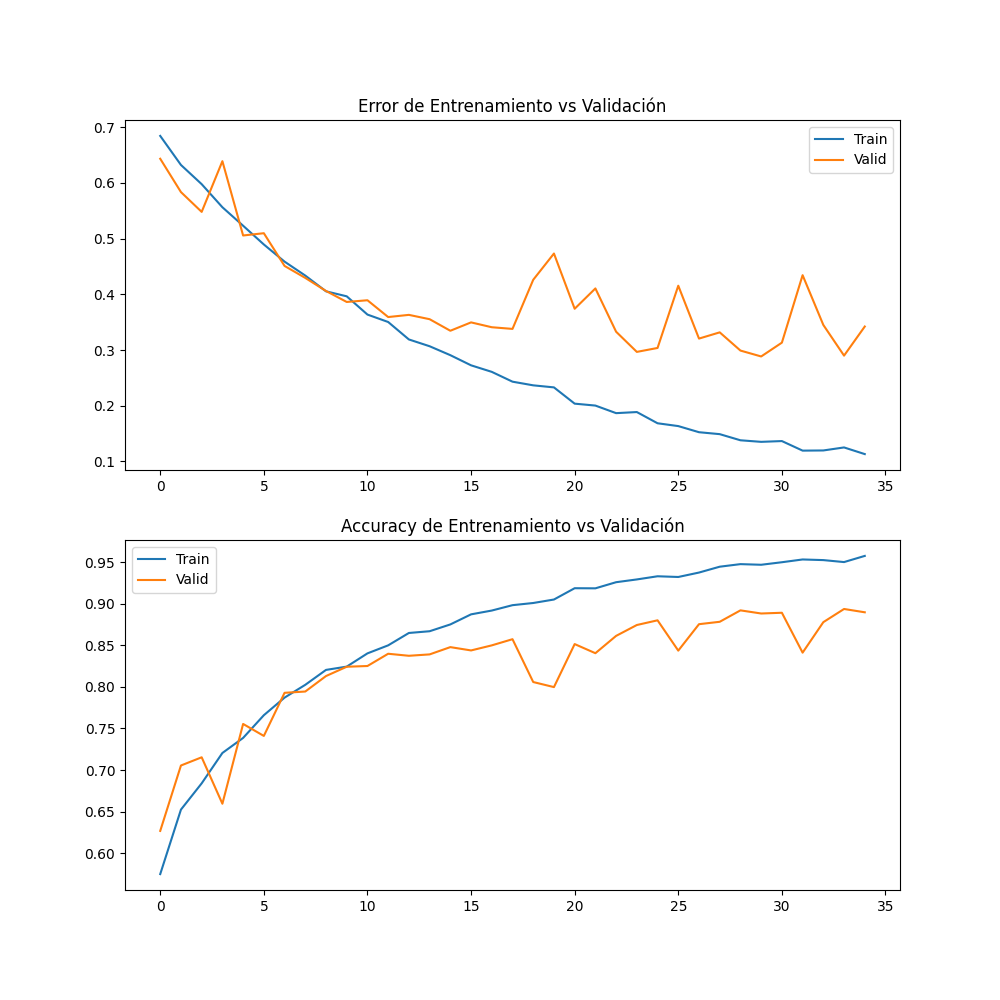 Error de Entrenamiento vs Validación
0.7
0.6
0.5
0.4
0.3
0.2
0.1
Train
Valid
0 5 10 15 20 25 30 35
Accuracy de Entrenamiento vs Validación
Train
Valid
0.95
0.90
0.85
0.80
0.75
0.70
0.65
0.60
0 5 10 15 20 25 30 35